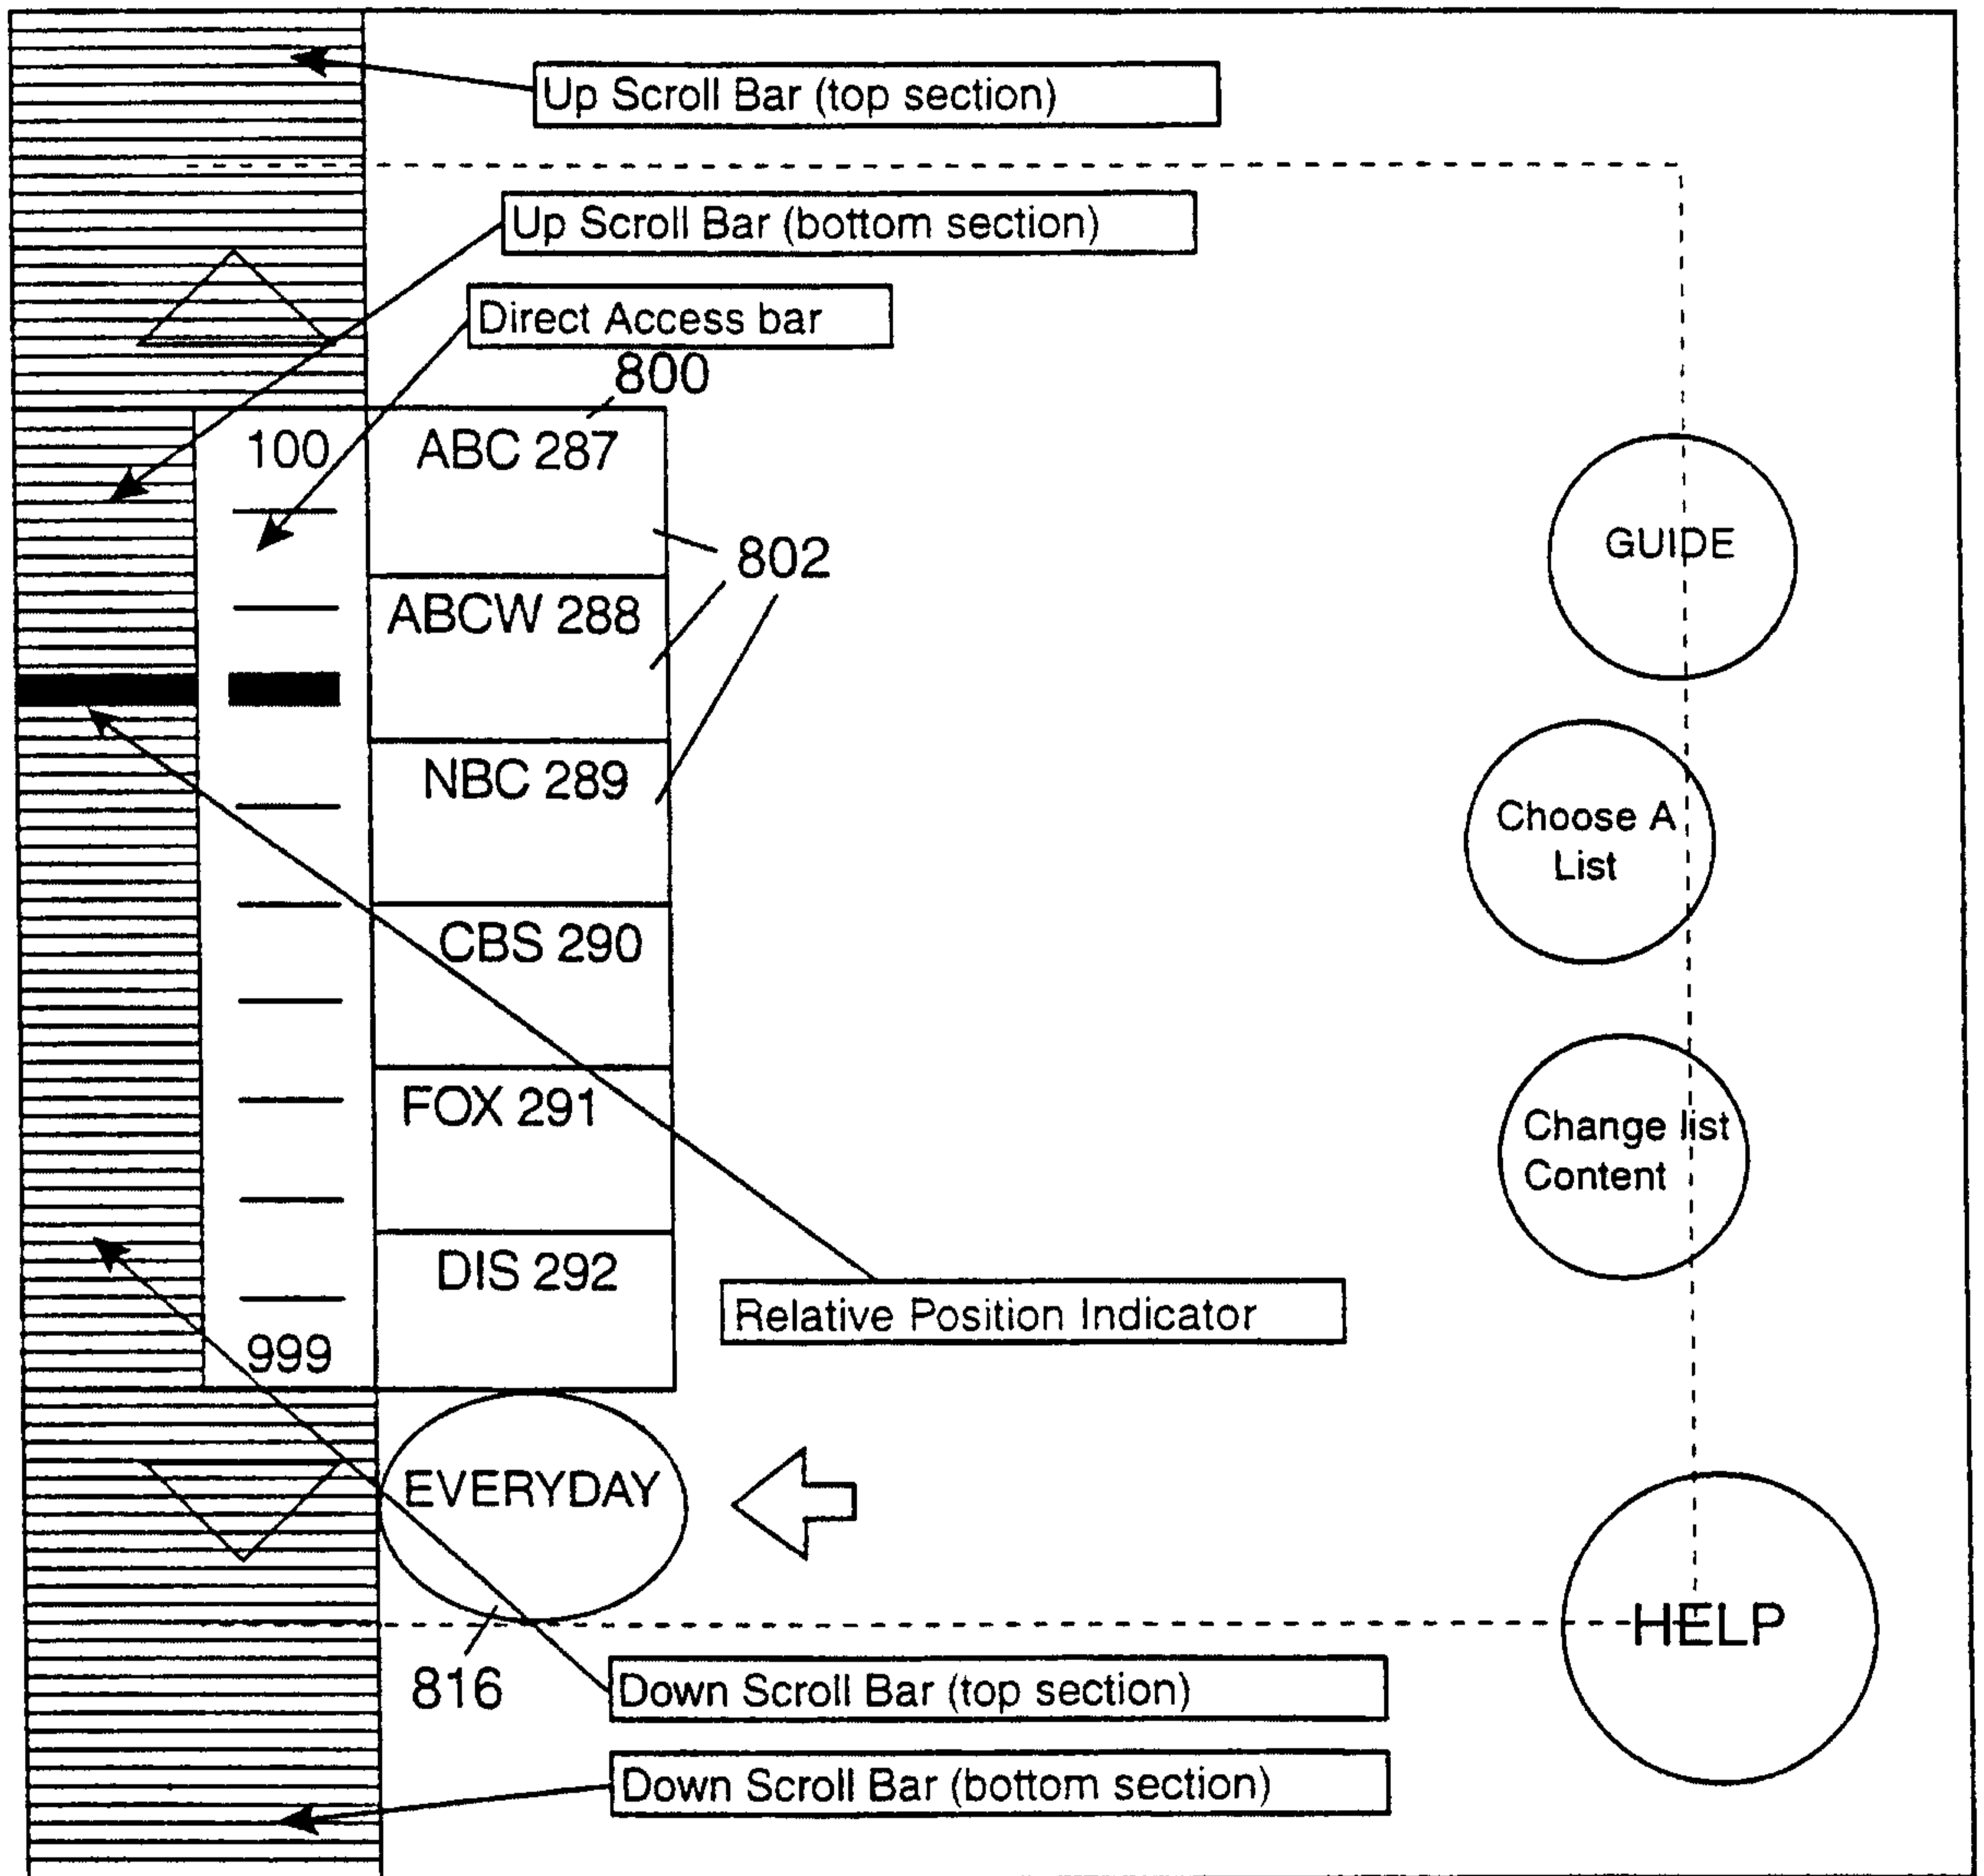 Up Scroll Bar (top section)
Up Scroll Bar (bottom section)
Direct Access bar
800
100
ABC 287
802
GUIDE
ABCW 288
NBC 289
Choose A
List
CBS 290
FOX 291
Change list
Content
DIS 292
Relative Position Indicator
999
EVERYDAY
HELP
816
Down Scroll Bar (top section)
Down Scroll Bar (bottom section)